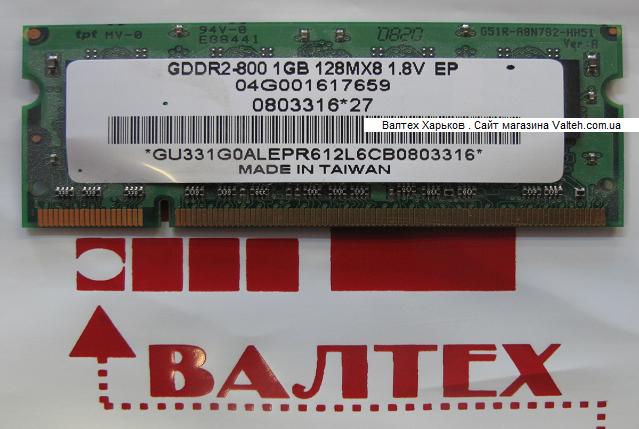 tpt MV-0
94V-0
E88441
0820
G51R-A8N782-HH51
Ver:A
GDDR2-800 1GB 128MX8 1.8V EP
04G001617659
0803316*27
Валтех Харьков . Сайт магазина Valteh.com.ua
*GU331G0ALEPR612L6CB0803316*
MADE IN TAIWAN
ВАЛТЕХ